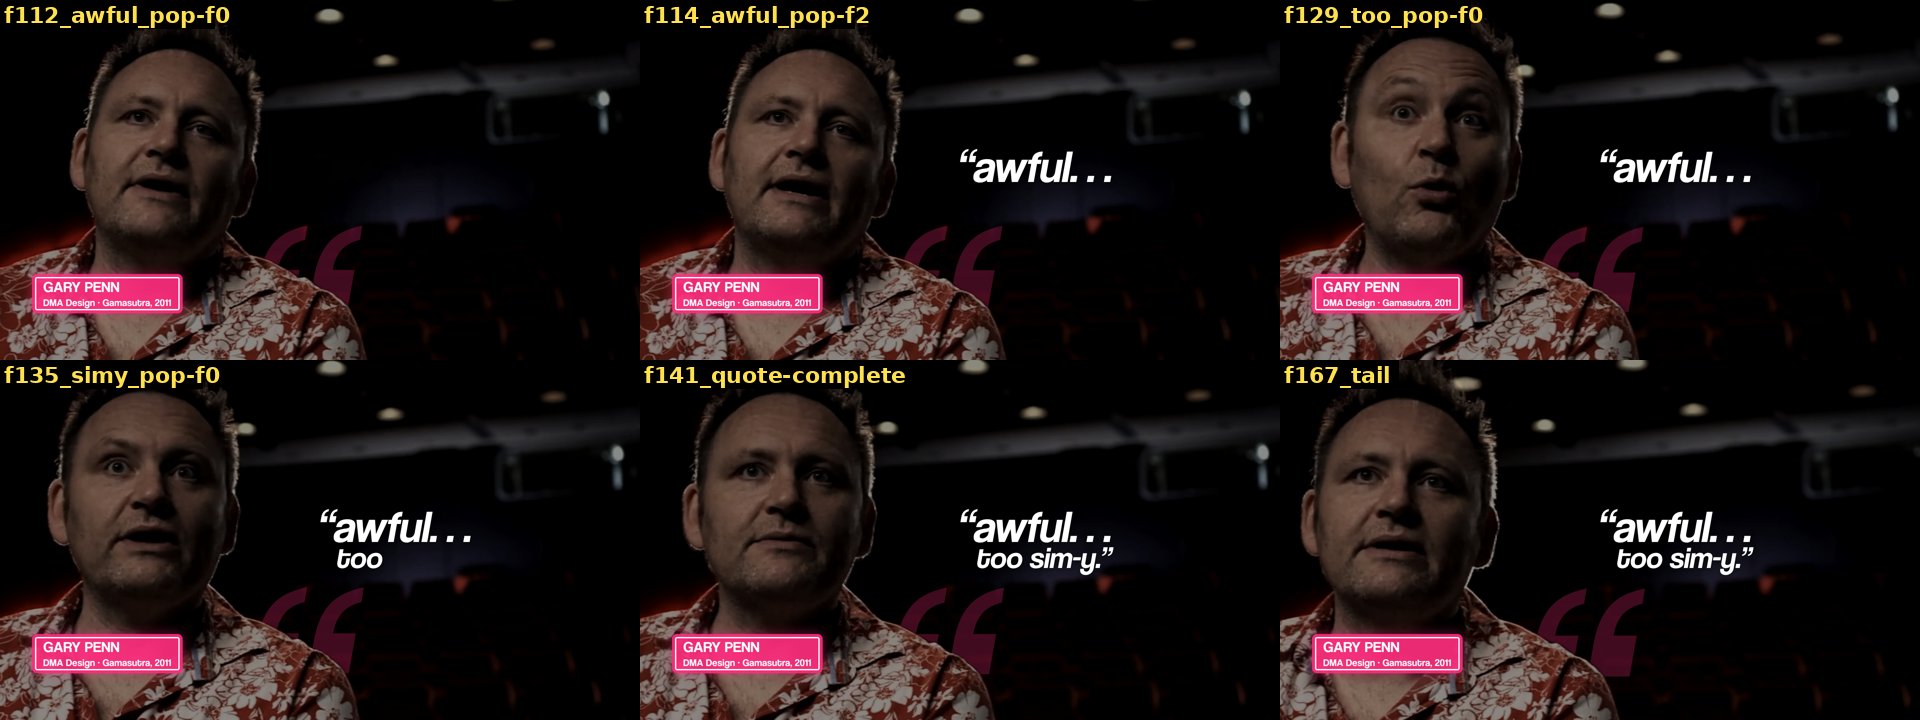 f112_awful_pop-f0
GARY PENN
DMA Design · Gamasutra, 2011
f114_awful_pop-f2
“awful...
GARY PENN
DMA Design · Gamasutra, 2011
f129_too_pop-f0
“awful...
GARY PENN
DMA Design · Gamasutra, 2011
f135_simy_pop-f0
“awful...
too
GARY PENN
DMA Design · Gamasutra, 2011
f141_quote-complete
“awful...
too sim-y.”
GARY PENN
DMA Design · Gamasutra, 2011
f167_tail
“awful...
too sim-y.”
GARY PENN
DMA Design · Gamasutra, 2011